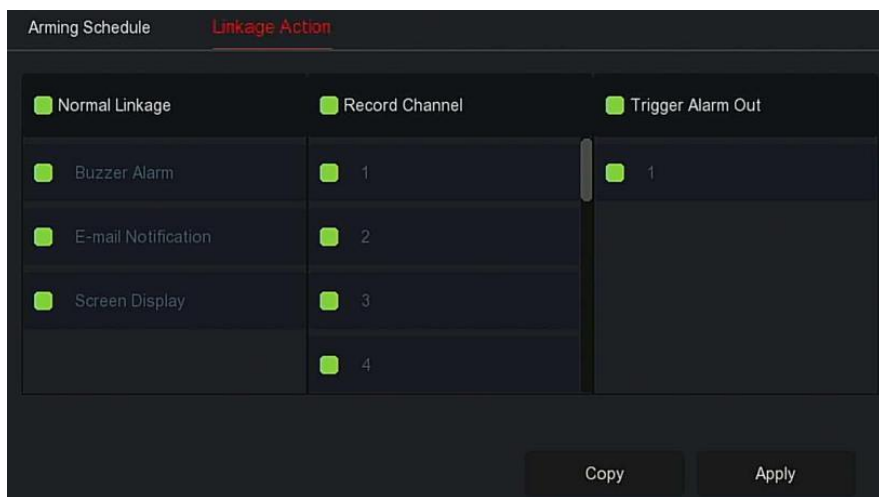 Arming Schedule Linkage Action
Normal Linkage Record Channel Trigger Alarm Out
Buzzer Alarm 1 1
E-mail Notification 2
Screen Display 3
4
Copy Apply